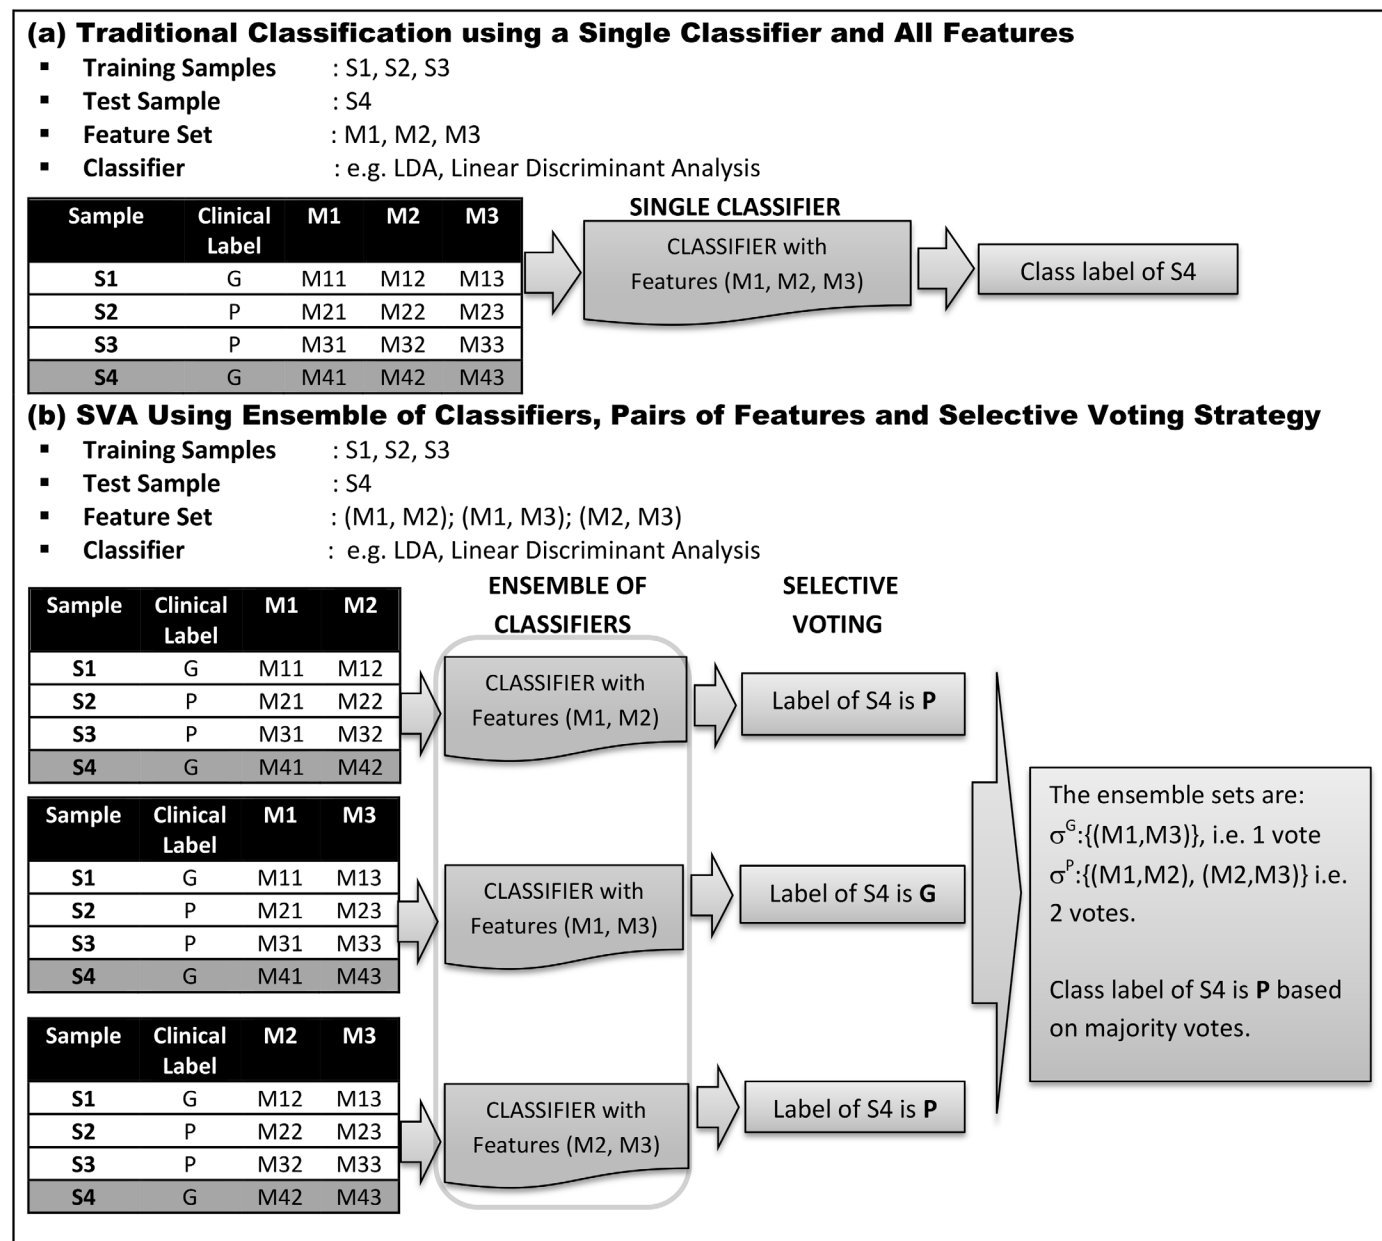 (a) Traditional Classification using a Single Classifier and All Features
▪ Training Samples : S1, S2, S3
▪ Test Sample : S4
▪ Feature Set : M1, M2, M3
▪ Classifier : e.g. LDA, Linear Discriminant Analysis
Sample Clinical Label M1 M2 M3
S1 G M11 M12 M13
S2 P M21 M22 M23
S3 P M31 M32 M33
S4 G M41 M42 M43
SINGLE CLASSIFIER
CLASSIFIER with
Features (M1, M2, M3)
Class label of S4
(b) SVA Using Ensemble of Classifiers, Pairs of Features and Selective Voting Strategy
▪ Training Samples : S1, S2, S3
▪ Test Sample : S4
▪ Feature Set : (M1, M2); (M1, M3); (M2, M3)
▪ Classifier : e.g. LDA, Linear Discriminant Analysis
ENSEMBLE OF
CLASSIFIERS
SELECTIVE
VOTING
Sample Clinical Label M1 M2
S1 G M11 M12
S2 P M21 M22
S3 P M31 M32
S4 G M41 M42
CLASSIFIER with
Features (M1, M2)
Label of S4 is P
Sample Clinical Label M1 M3
S1 G M11 M13
S2 P M21 M23
S3 P M31 M33
S4 G M41 M43
CLASSIFIER with
Features (M1, M3)
Label of S4 is G
Sample Clinical Label M2 M3
S1 G M12 M13
S2 P M22 M23
S3 P M32 M33
S4 G M42 M43
CLASSIFIER with
Features (M2, M3)
Label of S4 is P
The ensemble sets are:
σG:{(M1,M3)}, i.e. 1 vote
σP:{(M1,M2), (M2,M3)} i.e.
2 votes.
Class label of S4 is P based
on majority votes.